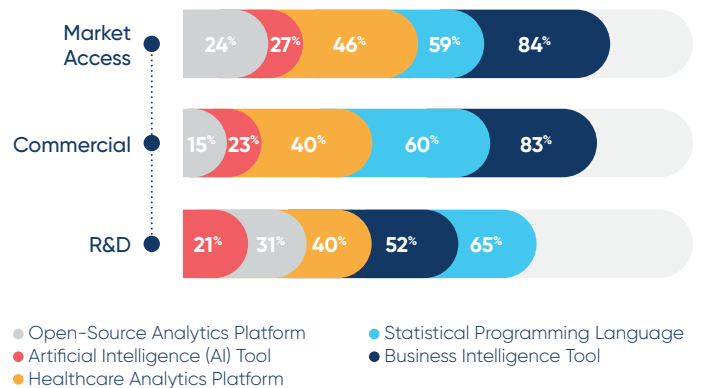 Market
Access
24% 27% 46% 59% 84%
Commercial
15% 23% 40% 60% 83%
R&D
21% 31% 40% 52% 65%
Open-Source Analytics Platform
Artificial Intelligence (AI) Tool
Healthcare Analytics Platform
Statistical Programming Language
Business Intelligence Tool